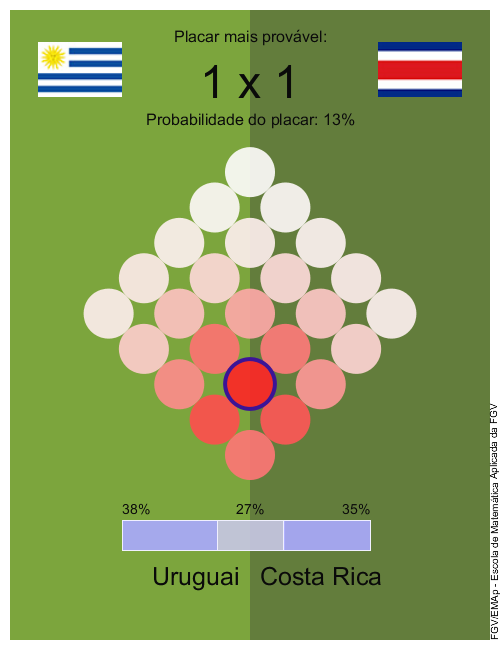 Placar mais provável:
1 x 1
Probabilidade do placar: 13%
38% 27% 35%
Uruguai Costa Rica
FGV/EMAp - Escola de Matemática Aplicada da FGV